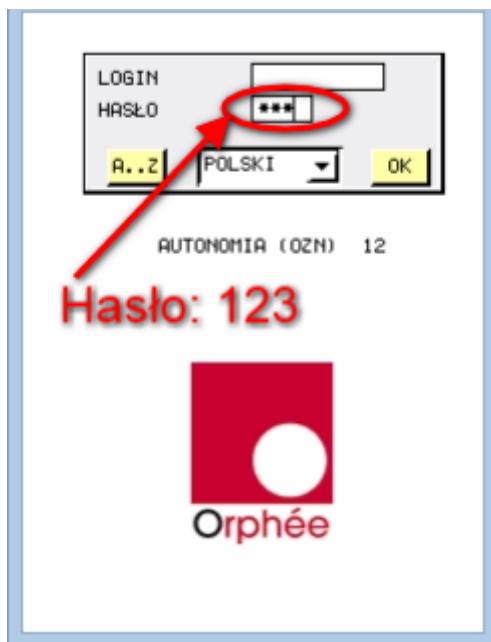 LOGIN
HASŁO ***
A..Z POLSKI OK
AUTONOMIA (OZN) 12
Hasło: 123
Orphée